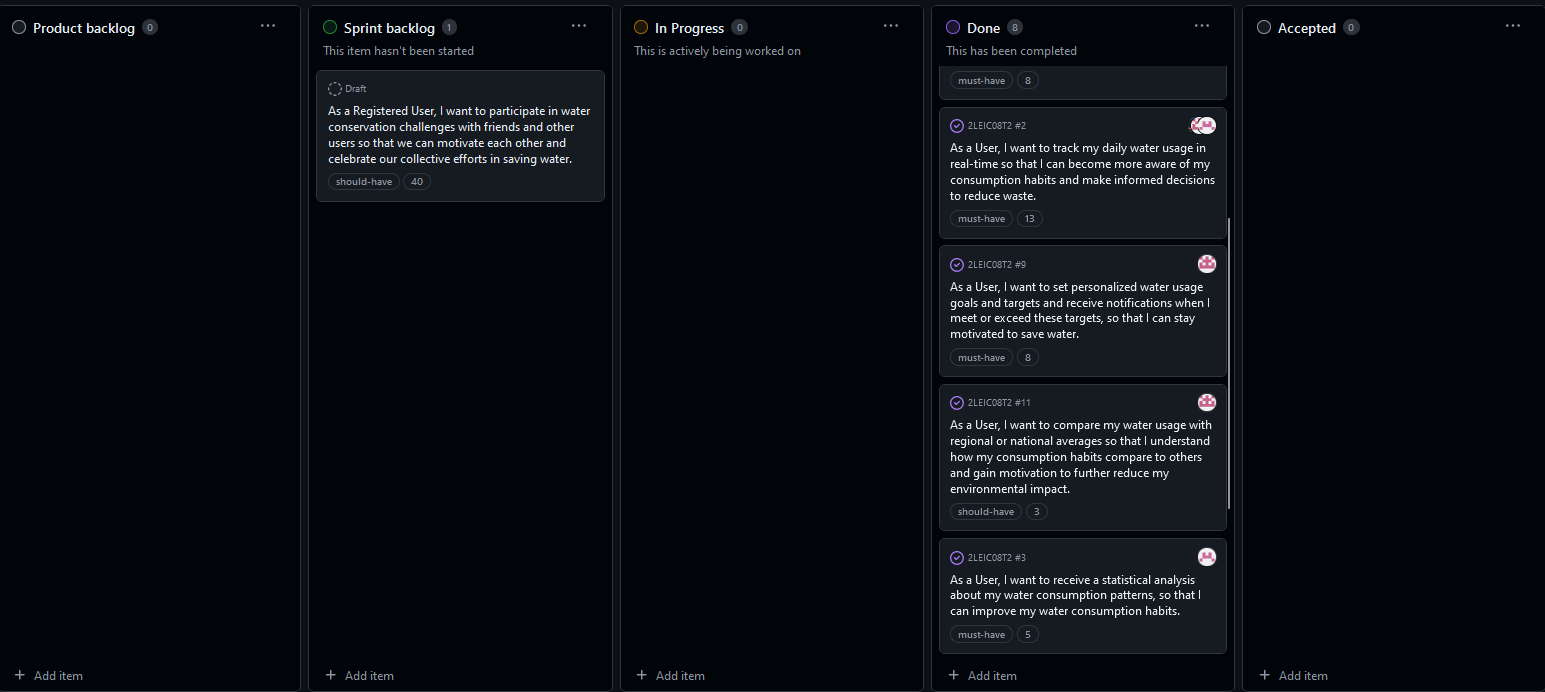 Product backlog 0
Sprint backlog 1
This item hasn't been started
Draft
As a Registered User, I want to participate in water
conservation challenges with friends and other
users so that we can motivate each other and
celebrate our collective efforts in saving water.
should-have 40
In Progress 0
This is actively being worked on
Done 8
This has been completed
must-have 8
2LEIC08T2 #2
As a User, I want to track my daily water usage in
real-time so that I can become more aware of my
consumption habits and make informed decisions
to reduce waste.
must-have 13
2LEIC08T2 #9
As a User, I want to set personalized water usage
goals and targets and receive notifications when I
meet or exceed these targets, so that I can stay
motivated to save water.
must-have 8
2LEIC08T2 #11
As a User, I want to compare my water usage with
regional or national averages so that I understand
how my consumption habits compare to others
and gain motivation to further reduce my
environmental impact.
should-have 3
2LEIC08T2 #3
As a User, I want to receive a statistical analysis
about my water consumption patterns, so that I
can improve my water consumption habits.
must-have 5
Accepted 0
+ Add item
+ Add item
+ Add item
+ Add item
+ Add item